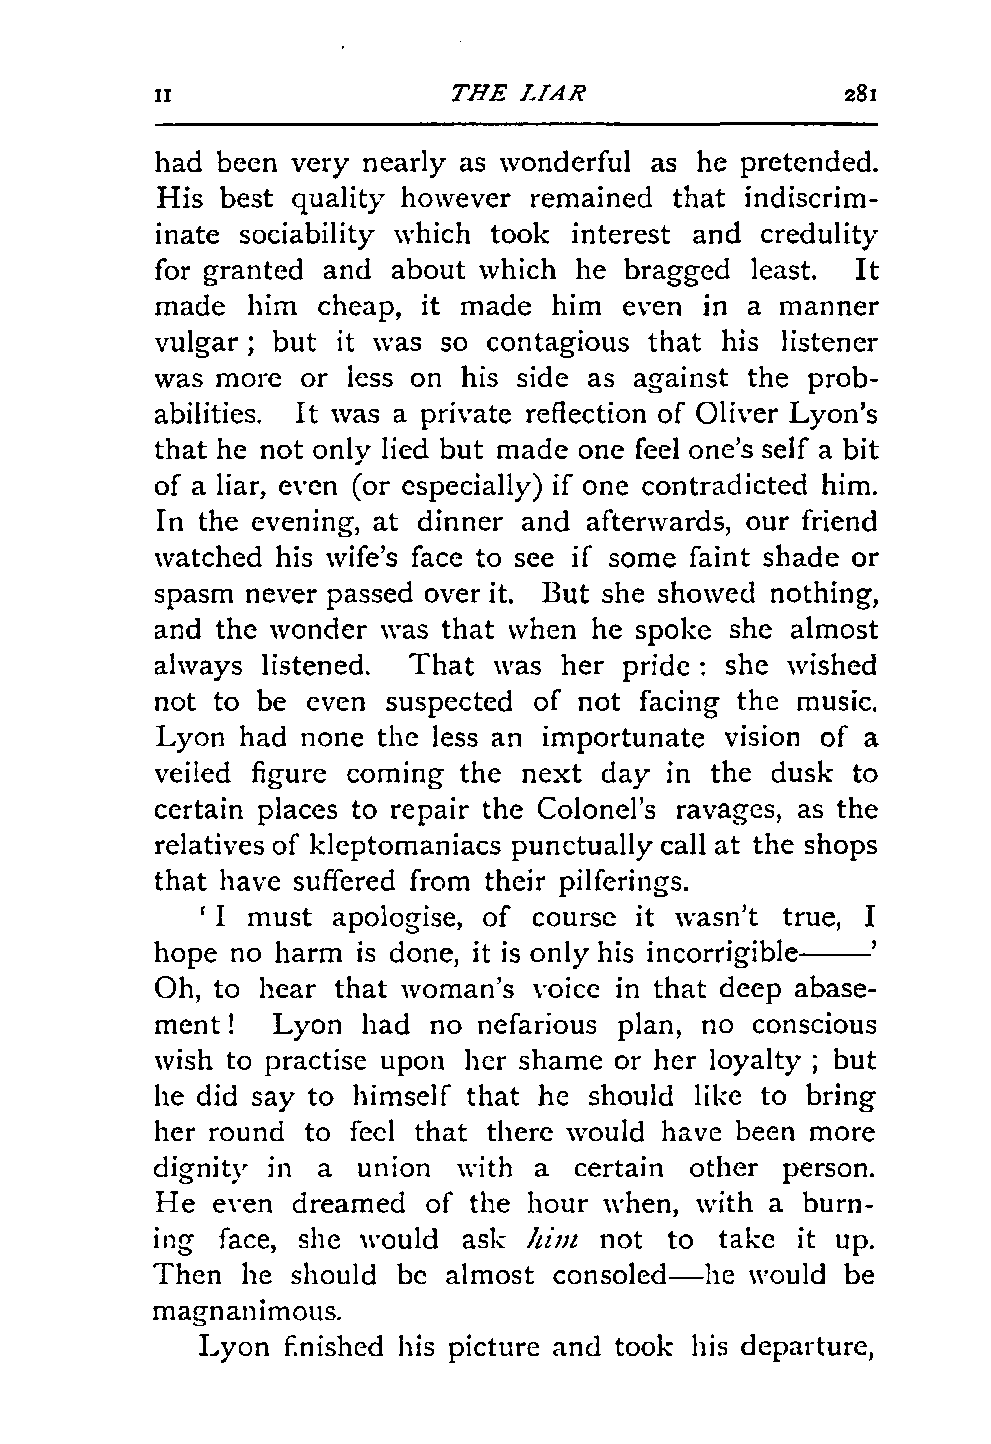 II THE LIAR 281
had been very nearly as wonderful as he pretended.
His best quality however remained that indiscrim-
inate sociability which took interest and credulity
for granted and about which he bragged least. It
made him cheap, it made him even in a manner
vulgar ; but it was so contagious that his listener
was more or less on his side as against the prob-
abilities. It was a private reflection of Oliver Lyon's
that he not only lied but made one feel one's self a bit
of a liar, even (or especially) if one contradicted him.
In the evening, at dinner and afterwards, our friend
watched his wife's face to see if some faint shade or
spasm never passed over it. But she showed nothing,
and the wonder was that when he spoke she almost
always listened. That was her pride : she wished
not to be even suspected of not facing the music.
Lyon had none the less an importunate vision of a
veiled figure coming the next day in the dusk to
certain places to repair the Colonel's ravages, as the
relatives of kleptomaniacs punctually call at the shops
that have suffered from their pilferings.
‘ I must apologise, of course it wasn't true, I
hope no harm is done, it is only his incorrigible——’
Oh, to hear that woman's voice in that deep abase-
ment ! Lyon had no nefarious plan, no conscious
wish to practise upon her shame or her loyalty ; but
he did say to himself that he should like to bring
her round to feel that there would have been more
dignity in a union with a certain other person.
He even dreamed of the hour when, with a burn-
ing face, she would ask him not to take it up.
Then he should be almost consoled—he would be
magnanimous.
Lyon finished his picture and took his departure,